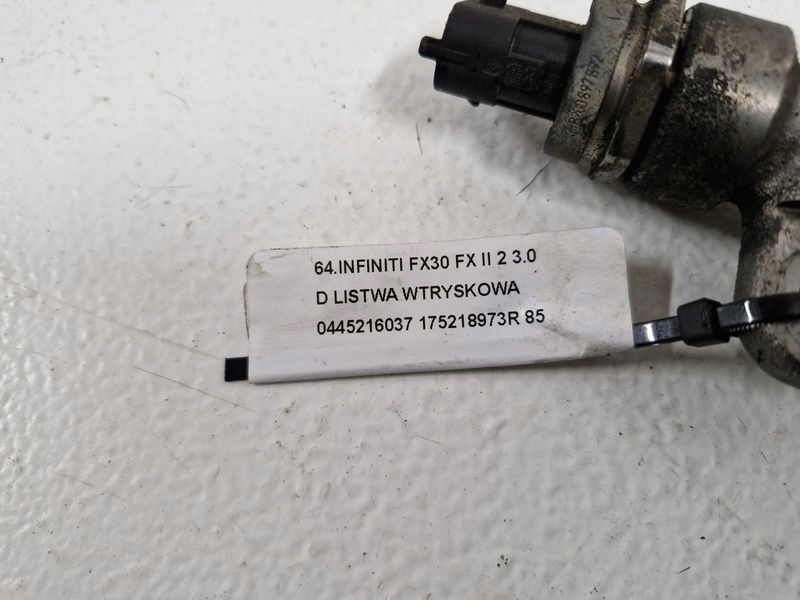 64.INFINITI FX30 FX II 2 3.0
D LISTWA WTRYSKOWA
0445216037 175218973R 85